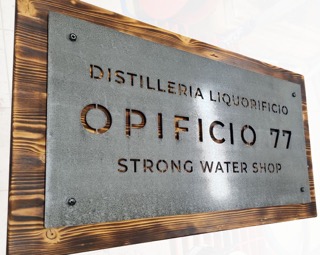 DISTILLERIA LIQUORIFICIO
OPIFICIO 77
STRONG WATER SHOP